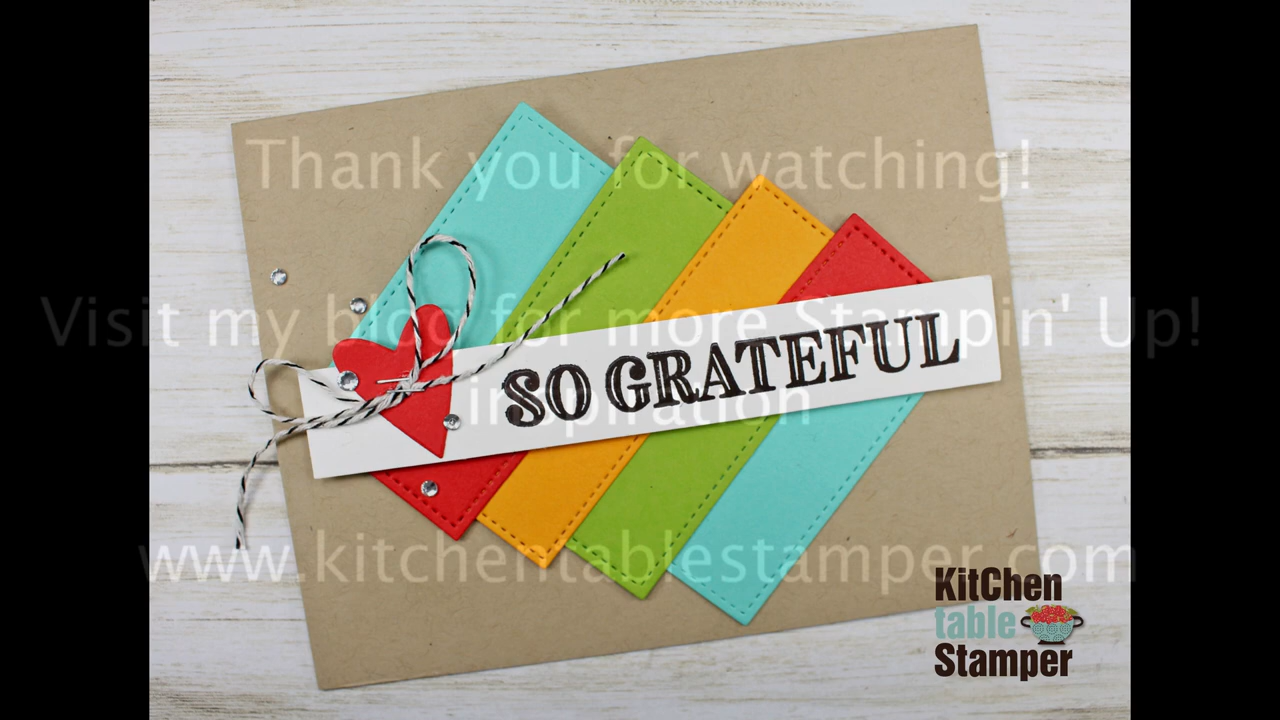 Thank you for watching!
Visit my blog for more Stampin' Up!
SO GRATEFUL
inspiration
www.kitchentablestamper.com
KitChen
table
Stamper